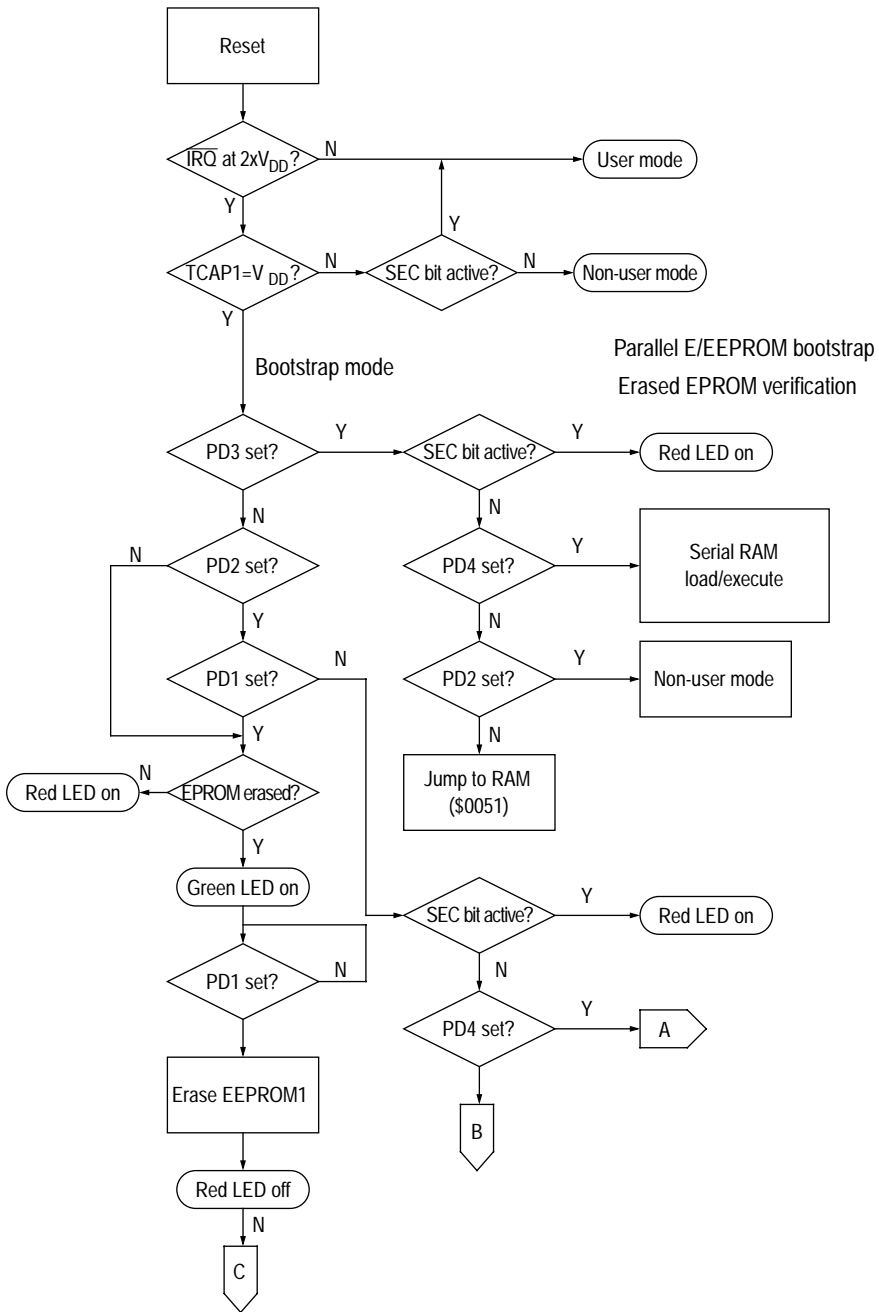 Reset
IRQ at 2xVDD?
N
User mode
Y
Y
TCAP1=V DD?
N
SEC bit active?
N
Non-user mode
Y
Parallel E/EEPROM bootstrap
Bootstrap mode
Erased EPROM verification
PD3 set?
Y
SEC bit active?
Y
Red LED on
N
N
N
PD2 set?
PD4 set?
Y
Serial RAM
load/execute
Y
N
PD1 set?
N
PD2 set?
Y
Non-user mode
Y
N
Jump to RAM
($0051)
Red LED on
N
EPROM erased?
Y
Green LED on
SEC bit active?
Y
Red LED on
PD1 set?
N
N
PD4 set?
Y
A
Erase EEPROM1
B
Red LED off
N
C